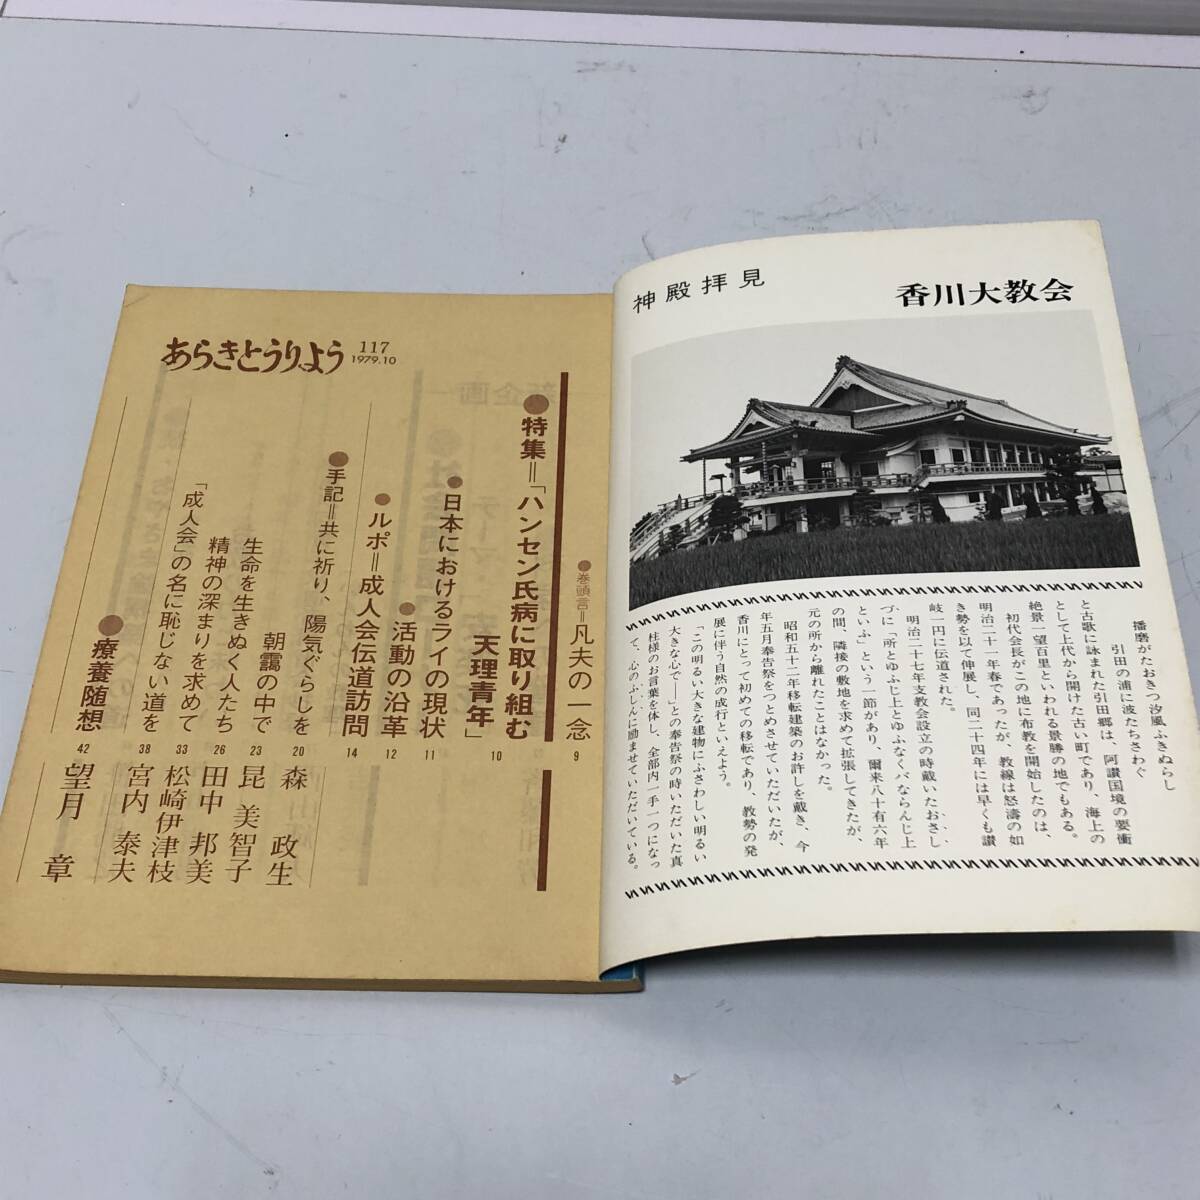 神殿拝見
香川大教会
播磨がたおきつ汐風ふきぬらし
引田の浦に波たちさわぐ
と古歌に詠まれた引田郷は、阿讃国境の要衝
として上代から開けた古い町であり、海上の
絶景一望百里といわれる景勝の地でもある。
初代会長がこの地に布教を開始したのは、
明治二十一年春であったが、教線は怒濤の如
き勢を以て伸展し、同二十四年には早くも讃
岐一円に伝道された。
明治二十七年支教会設立の時戴いたおさし
づに「所とゆふじ上とゆふなくバならんじ上
といふ」という一節があり、爾来八十有六年
の間、隣接の敷地を求めて拡張してきたが、
元の所から離れたことはなかった。
昭和五十二年移転建築のお許しを戴き、今
年五月奉告祭をつとめさせていただいたが、
香川にとって初めての移転であり、教勢の発
展に伴う自然の成行といえよう。
「この明るい大きな建物にふさわしい明るい
大きな心で――」との奉告祭の時いただいた真
柱様のお言葉を体し、全部内一手一つになっ
て、心のふしんに励ませていただいている。
あらきとうりよう 117
1979.10
●巻頭言=凡夫の一念 9
●特集=「ハンセン氏病に取り組む
天理青年」 10
●日本におけるライの現状 11
●活動の沿革 12
●ルポ=成人会伝道訪問 14
●手記=共に祈り、陽気ぐらしを
朝靄の中で 20 森 政生
生命を生きぬく人たち 23 昆 美智子
精神の深まりを求めて 26 田中 邦美
「成人会」の名に恥じない道を 33 松崎伊津枝
38 宮内 泰夫
●療養随想 42 望月 章